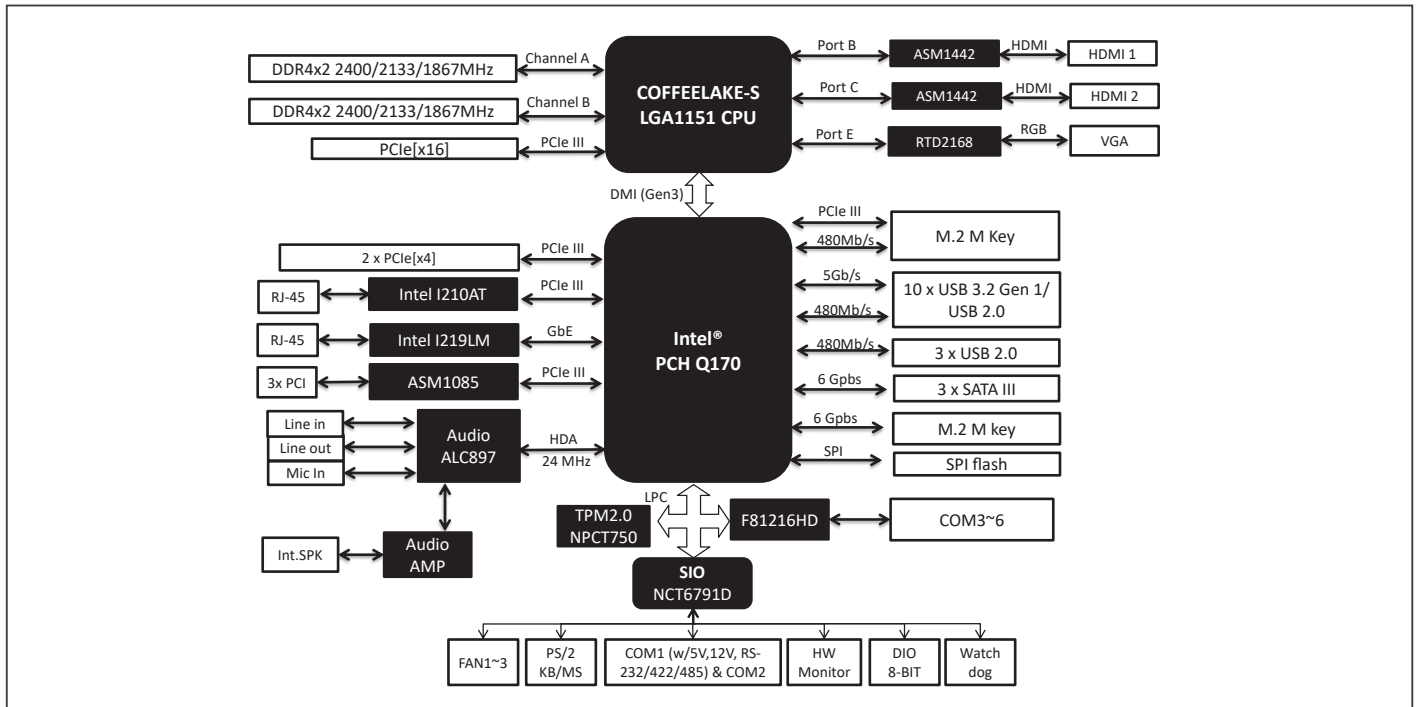 DDR4x2 2400/2133/1867MHz
Channel A
DDR4x2 2400/2133/1867MHz
Channel B
PCIe[x16]
PCIe III
COFFEELAKE-S
LGA1151 CPU
Port B
ASM1442
HDMI
HDMI 1
Port C
ASM1442
HDMI
HDMI 2
Port E
RTD2168
RGB
VGA
DMI (Gen3)
2 x PCIe[x4]
PCIe III
RJ-45
Intel I210AT
PCIe III
RJ-45
Intel I219LM
GbE
3x PCI
ASM1085
PCIe III
Line in
Line out
Mic In
Audio
ALC897
HDA
24 MHz
Int.SPK
Audio
AMP
Intel®
PCH Q170
PCIe III
480Mb/s
M.2 M Key
5Gb/s
480Mb/s
10 x USB 3.2 Gen 1/
USB 2.0
480Mb/s
3 x USB 2.0
6 Gpbs
3 x SATA III
6 Gpbs
M.2 M key
SPI
SPI flash
LPC
TPM2.0
NPCT750
F81216HD
COM3~6
SIO
NCT6791D
FAN1~3
PS/2
KB/MS
COM1 (w/5V,12V, RS-
232/422/485) & COM2
HW
Monitor
DIO
8-BIT
Watch
dog